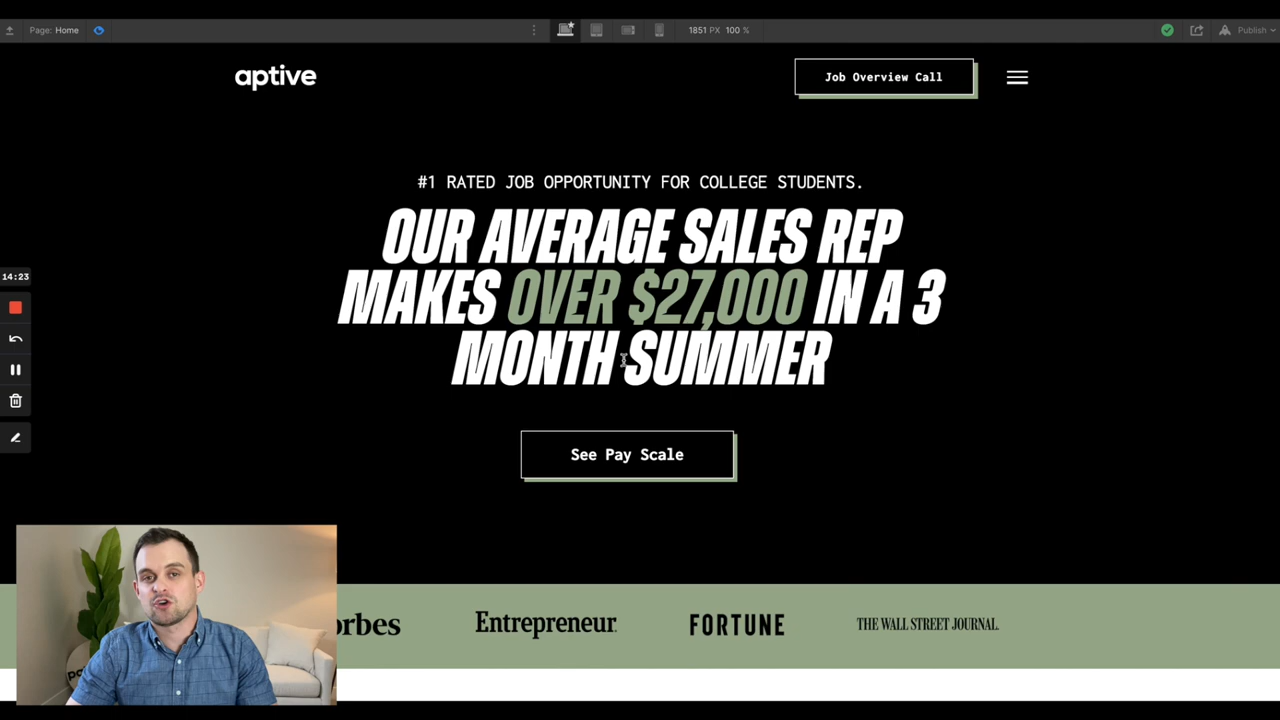 Page: Home
1851 PX 100 %
Publish
aptive
Job Overview Call
#1 RATED JOB OPPORTUNITY FOR COLLEGE STUDENTS.
OUR AVERAGE SALES REP
MAKES OVER $27,000 IN A 3
MONTH SUMMER
14:23
See Pay Scale
orbes
Entrepreneur.
FORTUNE
THE WALL STREET JOURNAL.